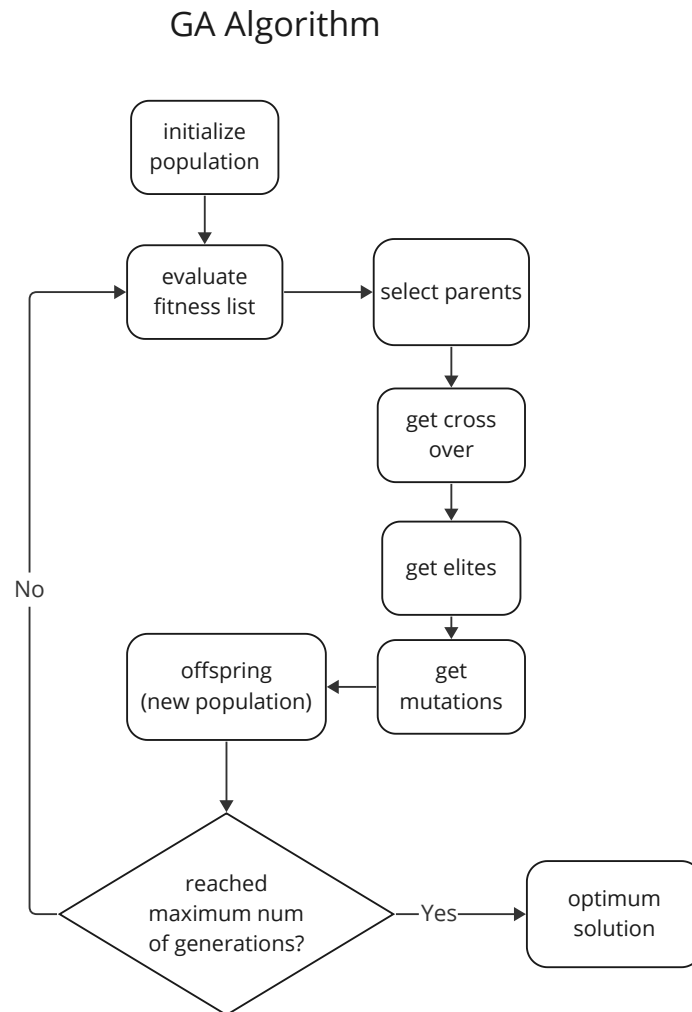 GA Algorithm
initialize
population
evaluate
fitness list
select parents
get cross
over
get elites
No
offspring
(new population)
get
mutations
reached
maximum num
of generations?
Yes
optimum
solution